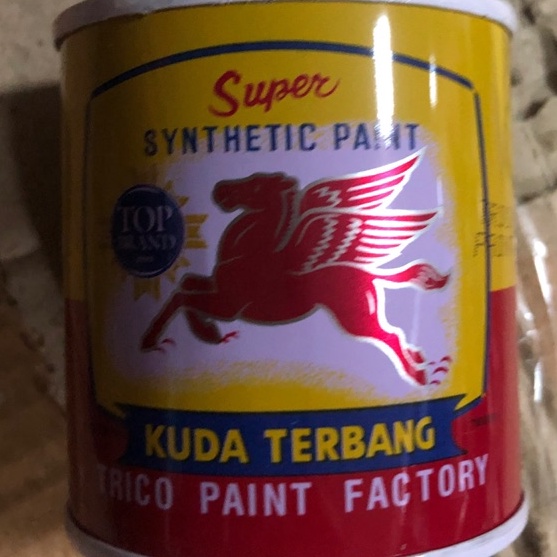 Super
SYNTHETIC PAINT
TOP
BRAND
KUDA TERBANG
TRICO PAINT FACTORY